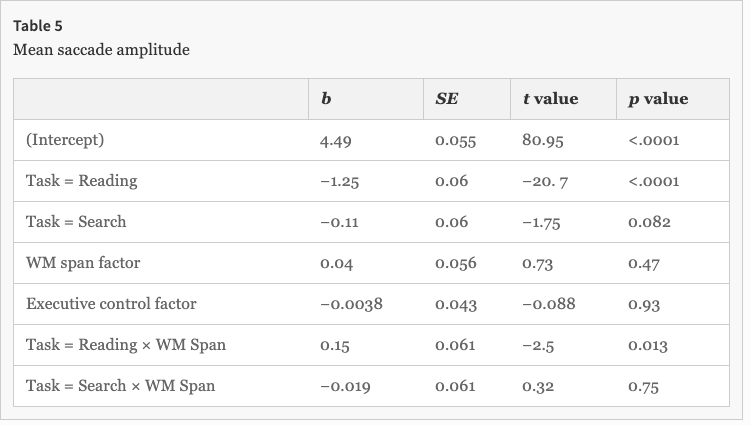 Table 5
Mean saccade amplitude
b SE t value p value
(Intercept) 4.49 0.055 80.95 <.0001
Task = Reading −1.25 0.06 −20. 7 <.0001
Task = Search −0.11 0.06 −1.75 0.082
WM span factor 0.04 0.056 0.73 0.47
Executive control factor −0.0038 0.043 −0.088 0.93
Task = Reading × WM Span 0.15 0.061 −2.5 0.013
Task = Search × WM Span −0.019 0.061 0.32 0.75